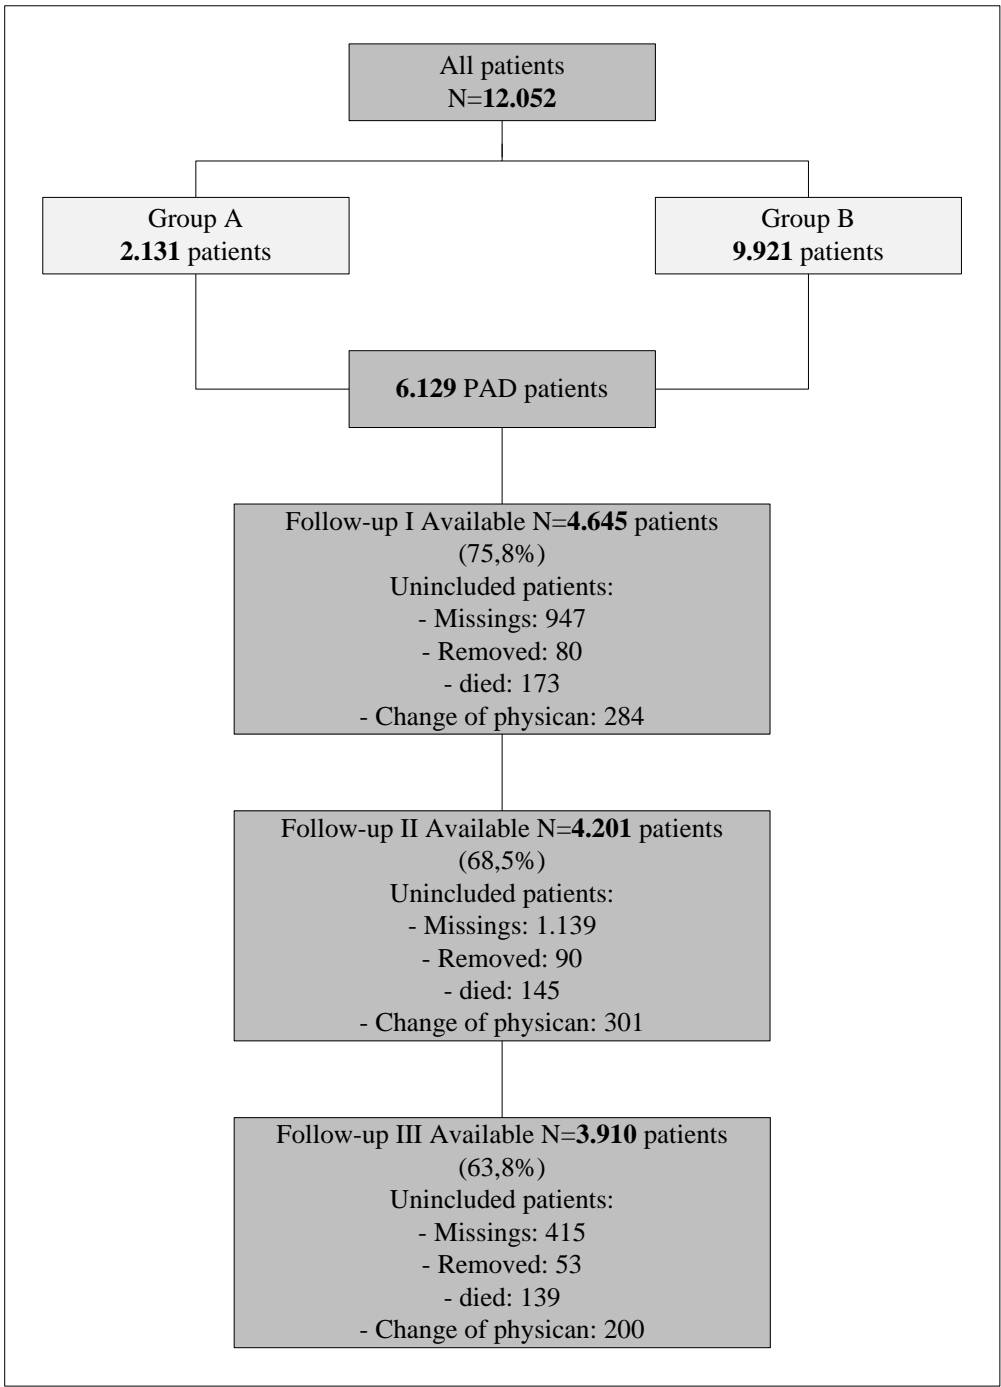 All patients
N=12.052
Group A
2.131 patients
Group B
9.921 patients
6.129 PAD patients
Follow-up I Available N=4.645 patients
(75,8%)
Unincluded patients:
- Missings: 947
- Removed: 80
- died: 173
- Change of physican: 284
Follow-up II Available N=4.201 patients
(68,5%)
Unincluded patients:
- Missings: 1.139
- Removed: 90
- died: 145
- Change of physican: 301
Follow-up III Available N=3.910 patients
(63,8%)
Unincluded patients:
- Missings: 415
- Removed: 53
- died: 139
- Change of physican: 200